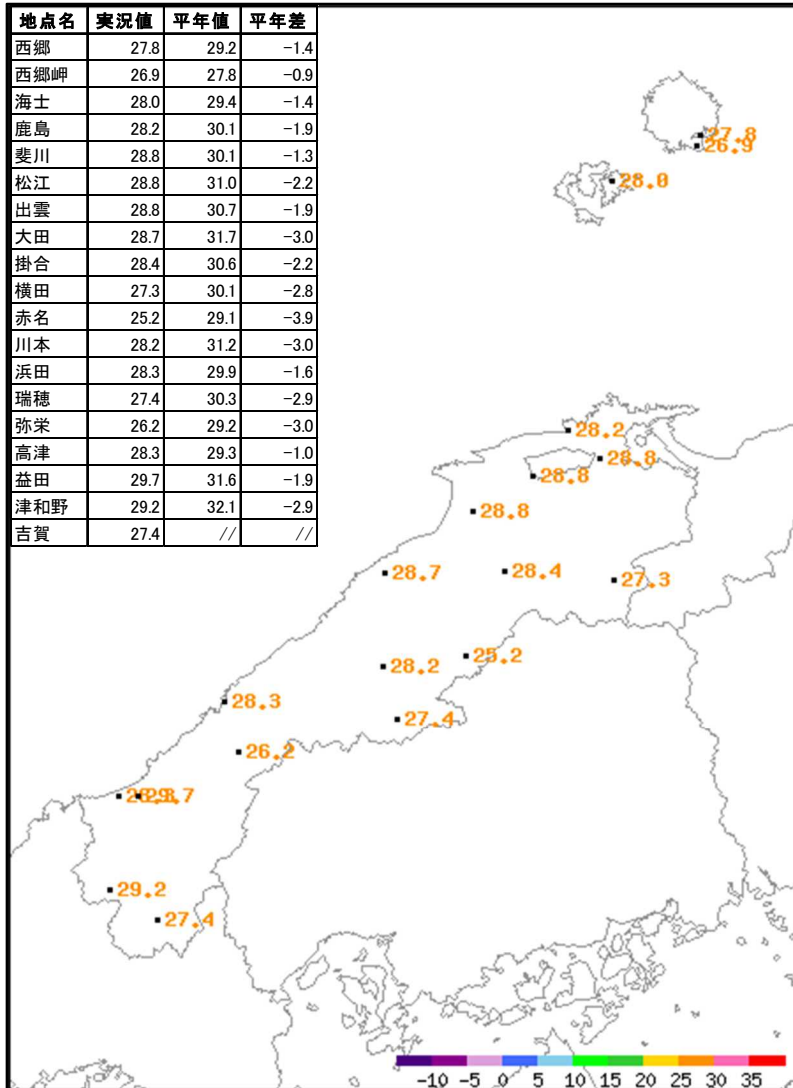 地点名 実況値 平年値 平年差
西郷 27.8 29.2 -1.4
西郷岬 26.9 27.8 -0.9
海士 28.0 29.4 -1.4
鹿島 28.2 30.1 -1.9
斐川 28.8 30.1 -1.3
松江 28.8 31.0 -2.2
出雲 28.8 30.7 -1.9
大田 28.7 31.7 -3.0
掛合 28.4 30.6 -2.2
横田 27.3 30.1 -2.8
赤名 25.2 29.1 -3.9
川本 28.2 31.2 -3.0
浜田 28.3 29.9 -1.6
瑞穂 27.4 30.3 -2.9
弥栄 26.2 29.2 -3.0
高津 28.3 29.3 -1.0
益田 29.7 31.6 -1.9
津和野 29.2 32.1 -2.9
吉賀 27.4 // //
27.8
26.9
28.0
28.2
28.8
28.8
28.8
28.7 28.4 27.3
25.2
28.2
27.4
28.3
26.2
28.3 29.7
29.2
27.4
-10 -5 0 5 10 15 20 25 30 35